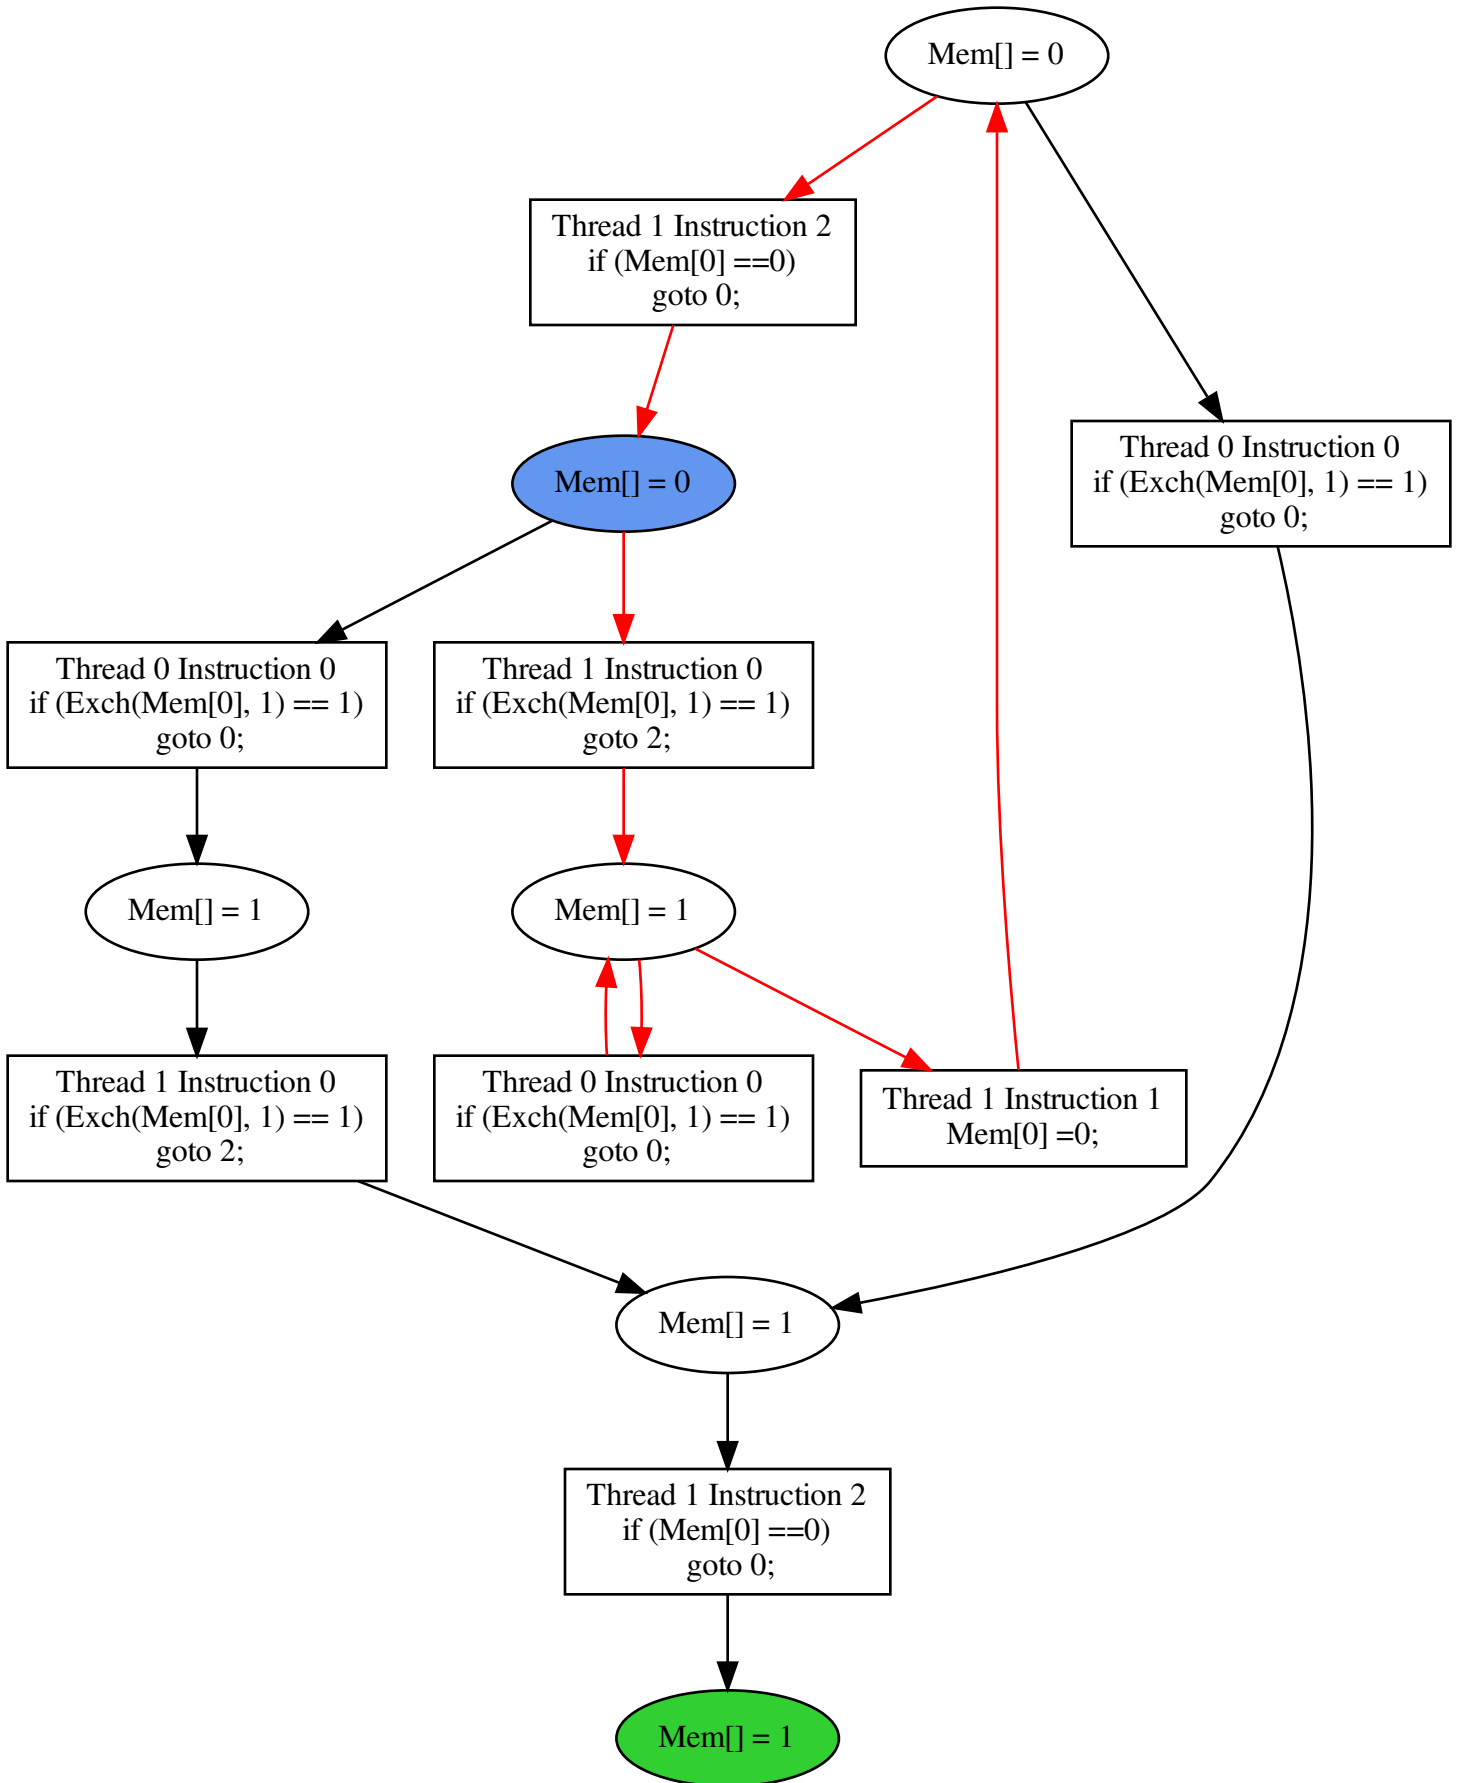 Mem[] = 0
Thread 1 Instruction 2
if (Mem[0] ==0)
goto 0;
Mem[] = 0
Thread 0 Instruction 0
if (Exch(Mem[0], 1) == 1)
goto 0;
Thread 0 Instruction 0
if (Exch(Mem[0], 1) == 1)
goto 0;
Thread 1 Instruction 0
if (Exch(Mem[0], 1) == 1)
goto 2;
Mem[] = 1
Mem[] = 1
Thread 1 Instruction 0
if (Exch(Mem[0], 1) == 1)
goto 2;
Thread 0 Instruction 0
if (Exch(Mem[0], 1) == 1)
goto 0;
Thread 1 Instruction 1
Mem[0] =0;
Mem[] = 1
Thread 1 Instruction 2
if (Mem[0] ==0)
goto 0;
Mem[] = 1